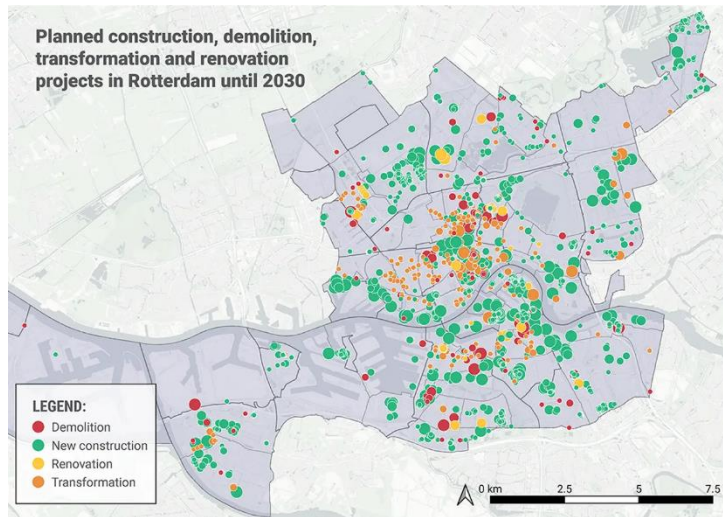 Planned construction, demolition,
transformation and renovation
projects in Rotterdam until 2030
LEGEND:
Demolition
New construction
Renovation
Transformation
0 km 2.5 5 7.5